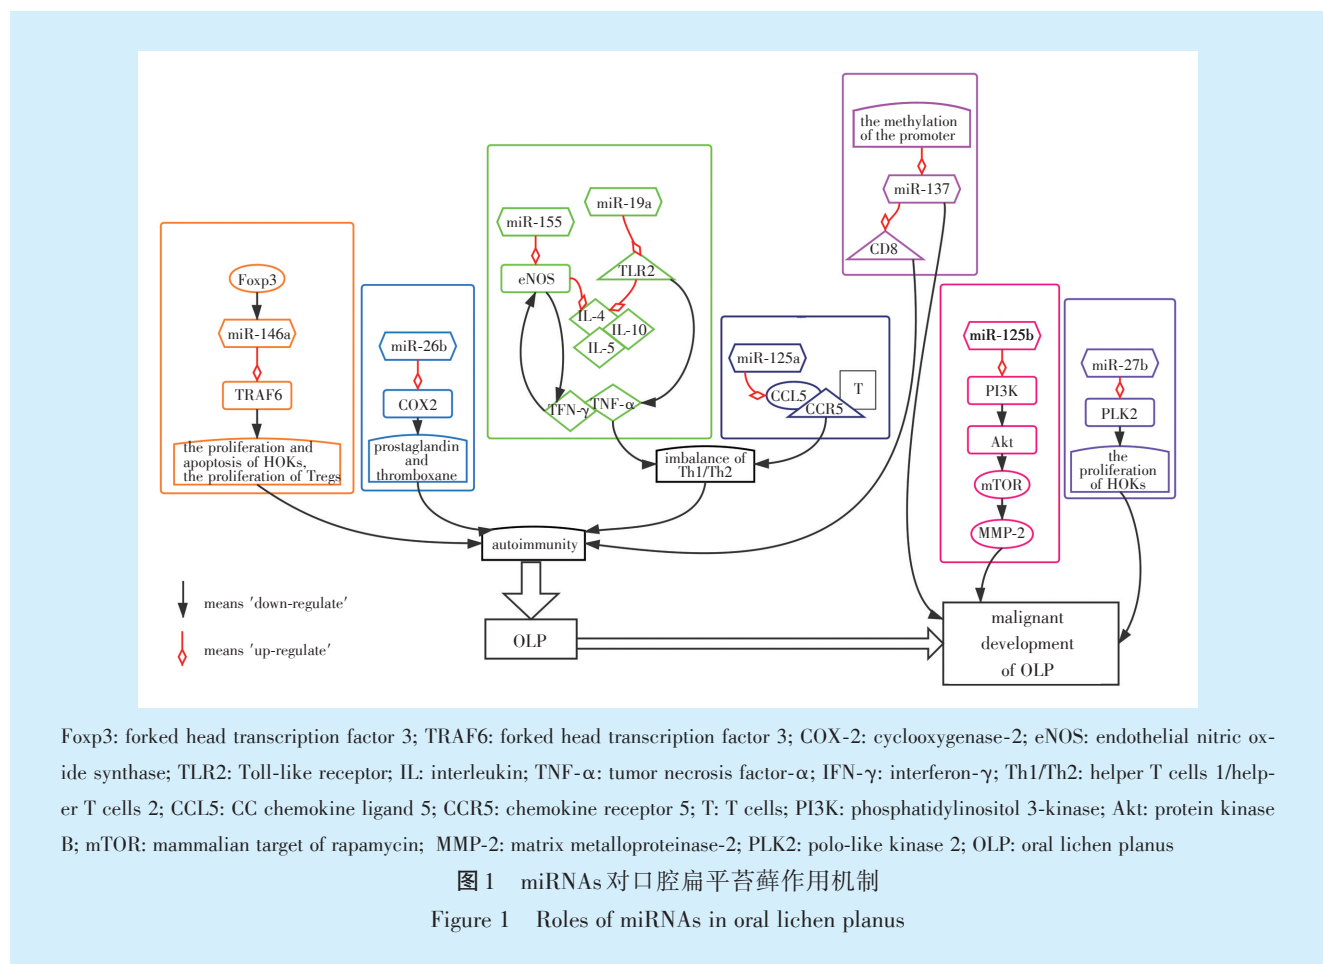 the methylation
of the promoter
miR-137
CD8
miR-155
miR-19a
eNOS
TLR2
IL-4
IL-10
IL-5
TFN-γ
TNF-α
Foxp3
miR-146a
TRAF6
the proliferation and
apoptosis of HOKs,
the proliferation of Tregs
miR-26b
COX2
prostaglandin
and
thromboxane
miR-125a
CCL5
CCR5
T
imbalance of
Th1/Th2
miR-125b
PI3K
Akt
mTOR
MMP-2
miR-27b
PLK2
the
proliferation
of HOKs
autoimmunity
OLP
malignant
development
of OLP
means 'down-regulate'
means 'up-regulate'
Foxp3: forked head transcription factor 3; TRAF6: forked head transcription factor 3; COX-2: cyclooxygenase-2; eNOS: endothelial nitric ox-
ide synthase; TLR2: Toll-like receptor; IL: interleukin; TNF-α: tumor necrosis factor-α; IFN-γ: interferon-γ; Th1/Th2: helper T cells 1/help-
er T cells 2; CCL5: CC chemokine ligand 5; CCR5: chemokine receptor 5; T: T cells; PI3K: phosphatidylinositol 3-kinase; Akt: protein kinase
B; mTOR: mammalian target of rapamycin; MMP-2: matrix metalloproteinase-2; PLK2: polo-like kinase 2; OLP: oral lichen planus
图1 miRNAs对口腔扁平苔藓作用机制
Figure 1 Roles of miRNAs in oral lichen planus